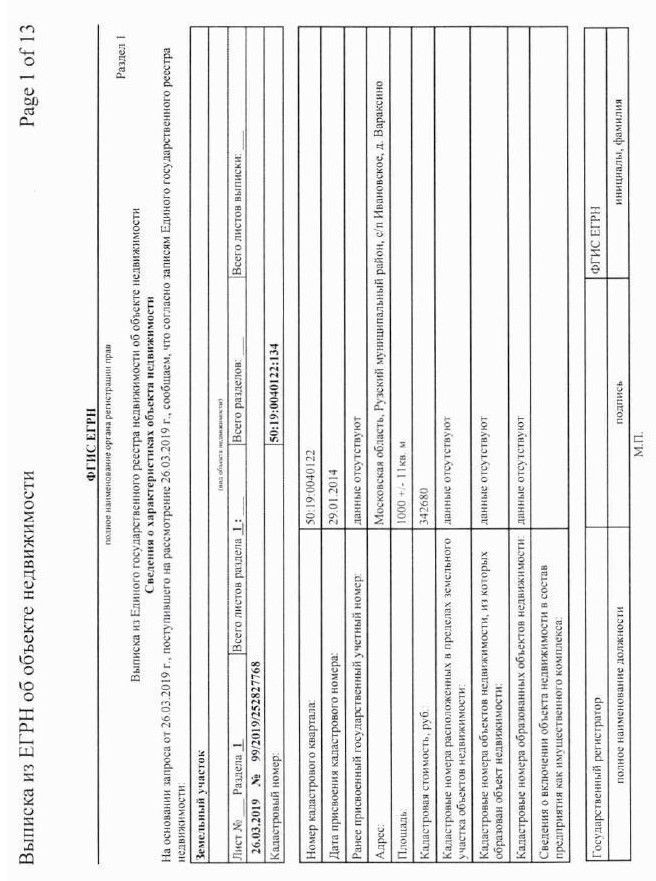 Выписка из ЕГРН об объекте недвижимости Page 1 of 13
ФГИС ЕГРН
полное наименование органа регистрации прав
Раздел 1
Выписка из Единого государственного реестра недвижимости об объекте недвижимости
Сведения о характеристиках объекта недвижимости
На основании запроса от 26.03.2019 г., поступившего на рассмотрение 26.03.2019 г., сообщаем, что согласно записям Единого государственного реестра
недвижимости:
Земельный участок
(вид объекта недвижимости)
Лист № ___ Раздела 1 Всего листов раздела 1 : ___ Всего разделов: ___ Всего листов выписки: ___
26.03.2019 № 99/2019/252827768
Кадастровый номер: 50:19:0040122:134
Номер кадастрового квартала: 50:19:0040122
Дата присвоения кадастрового номера: 29.01.2014
Ранее присвоенный государственный учетный номер: данные отсутствуют
Адрес: Московская область, Рузский муниципальный район, с/п Ивановское, д. Вараксино
Площадь 1000 +/- 11кв. м
Кадастровая стоимость, руб. 342680
Кадастровые номера расположенных в пределах земельного
участка объектов недвижимости: данные отсутствуют
Кадастровые номера объектов недвижимости, из которых
образован объект недвижимости: данные отсутствуют
Кадастровые номера образованных объектов недвижимости: данные отсутствуют
Сведения о включении объекта недвижимости в состав
предприятия как имущественного комплекса:
Государственный регистратор ФГИС ЕГРН
полное наименование должности подпись инициалы, фамилия
М.П.